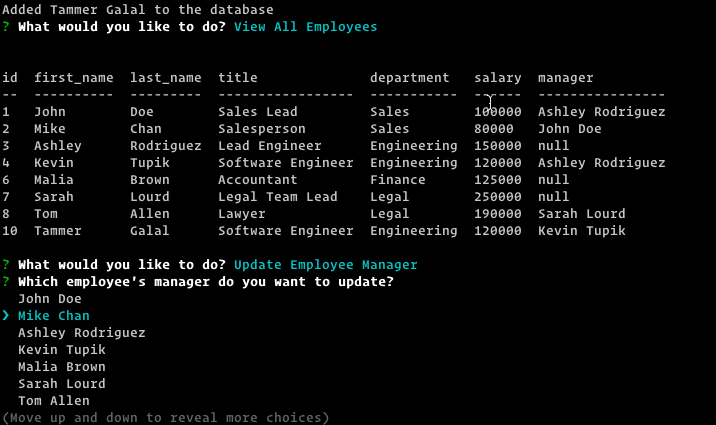 Added Tammer Galal to the database
? What would you like to do? View All Employees
id  first_name  last_name  title              department   salary  manager
--  ----------  ---------  -----------------  -----------  ------  ----------------
1   John        Doe        Sales Lead         Sales        100000  Ashley Rodriguez
2   Mike        Chan       Salesperson        Sales        80000   John Doe
3   Ashley      Rodriguez  Lead Engineer      Engineering  150000  null
4   Kevin       Tupik      Software Engineer  Engineering  120000  Ashley Rodriguez
6   Malia       Brown      Accountant         Finance      125000  null
7   Sarah       Lourd      Legal Team Lead    Legal        250000  null
8   Tom         Allen      Lawyer             Legal        190000  Sarah Lourd
10  Tammer      Galal      Software Engineer  Engineering  120000  Kevin Tupik
? What would you like to do? Update Employee Manager
? Which employee's manager do you want to update?
John Doe
❯ Mike Chan
Ashley Rodriguez
Kevin Tupik
Malia Brown
Sarah Lourd
Tom Allen
(Move up and down to reveal more choices)